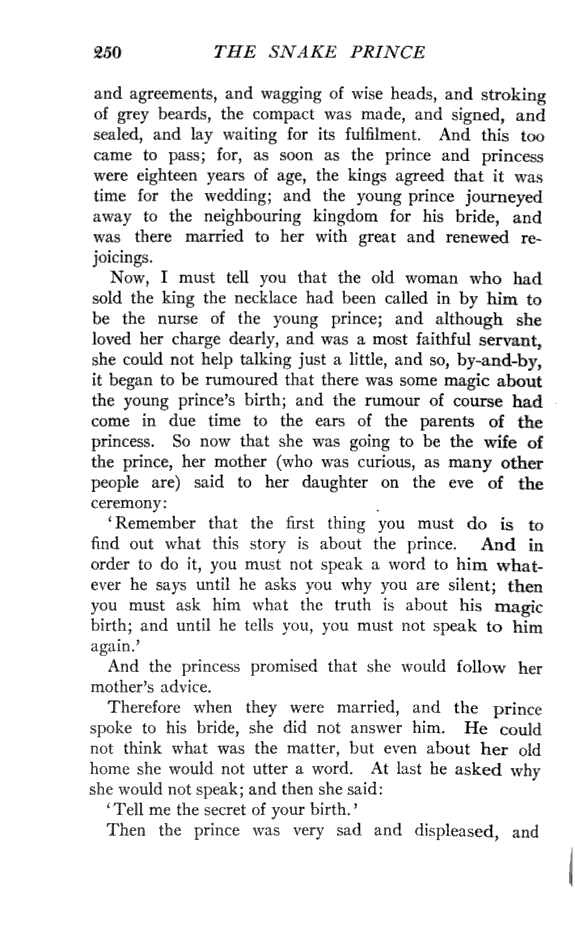 250 THE SNAKE PRINCE
and agreements, and wagging of wise heads, and stroking
of grey beards, the compact was made, and signed, and
sealed, and lay waiting for its fulfilment. And this too
came to pass; for, as soon as the prince and princess
were eighteen years of age, the kings agreed that it was
time for the wedding; and the young prince journeyed
away to the neighbouring kingdom for his bride, and
was there married to her with great and renewed re-
joicings.
Now, I must tell you that the old woman who had
sold the king the necklace had been called in by him to
be the nurse of the young prince; and although she
loved her charge dearly, and was a most faithful servant,
she could not help talking just a little, and so, by-and-by,
it began to be rumoured that there was some magic about
the young prince's birth; and the rumour of course had
come in due time to the ears of the parents of the
princess. So now that she was going to be the wife of
the prince, her mother (who was curious, as many other
people are) said to her daughter on the eve of the
ceremony:
'Remember that the first thing you must do is to
find out what this story is about the prince. And in
order to do it, you must not speak a word to him what-
ever he says until he asks you why you are silent; then
you must ask him what the truth is about his magic
birth; and until he tells you, you must not speak to him
again.'
And the princess promised that she would follow her
mother's advice.
Therefore when they were married, and the prince
spoke to his bride, she did not answer him. He could
not think what was the matter, but even about her old
home she would not utter a word. At last he asked why
she would not speak; and then she said:
'Tell me the secret of your birth.'
Then the prince was very sad and displeased, and